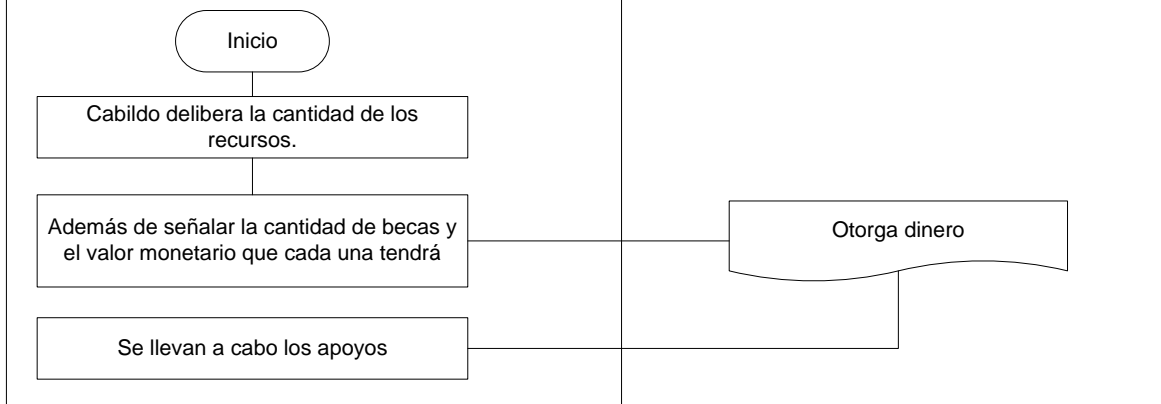 Inicio
Cabildo delibera la cantidad de los
recursos.
Además de señalar la cantidad de becas y
el valor monetario que cada una tendrá
Otorga dinero
Se llevan a cabo los apoyos